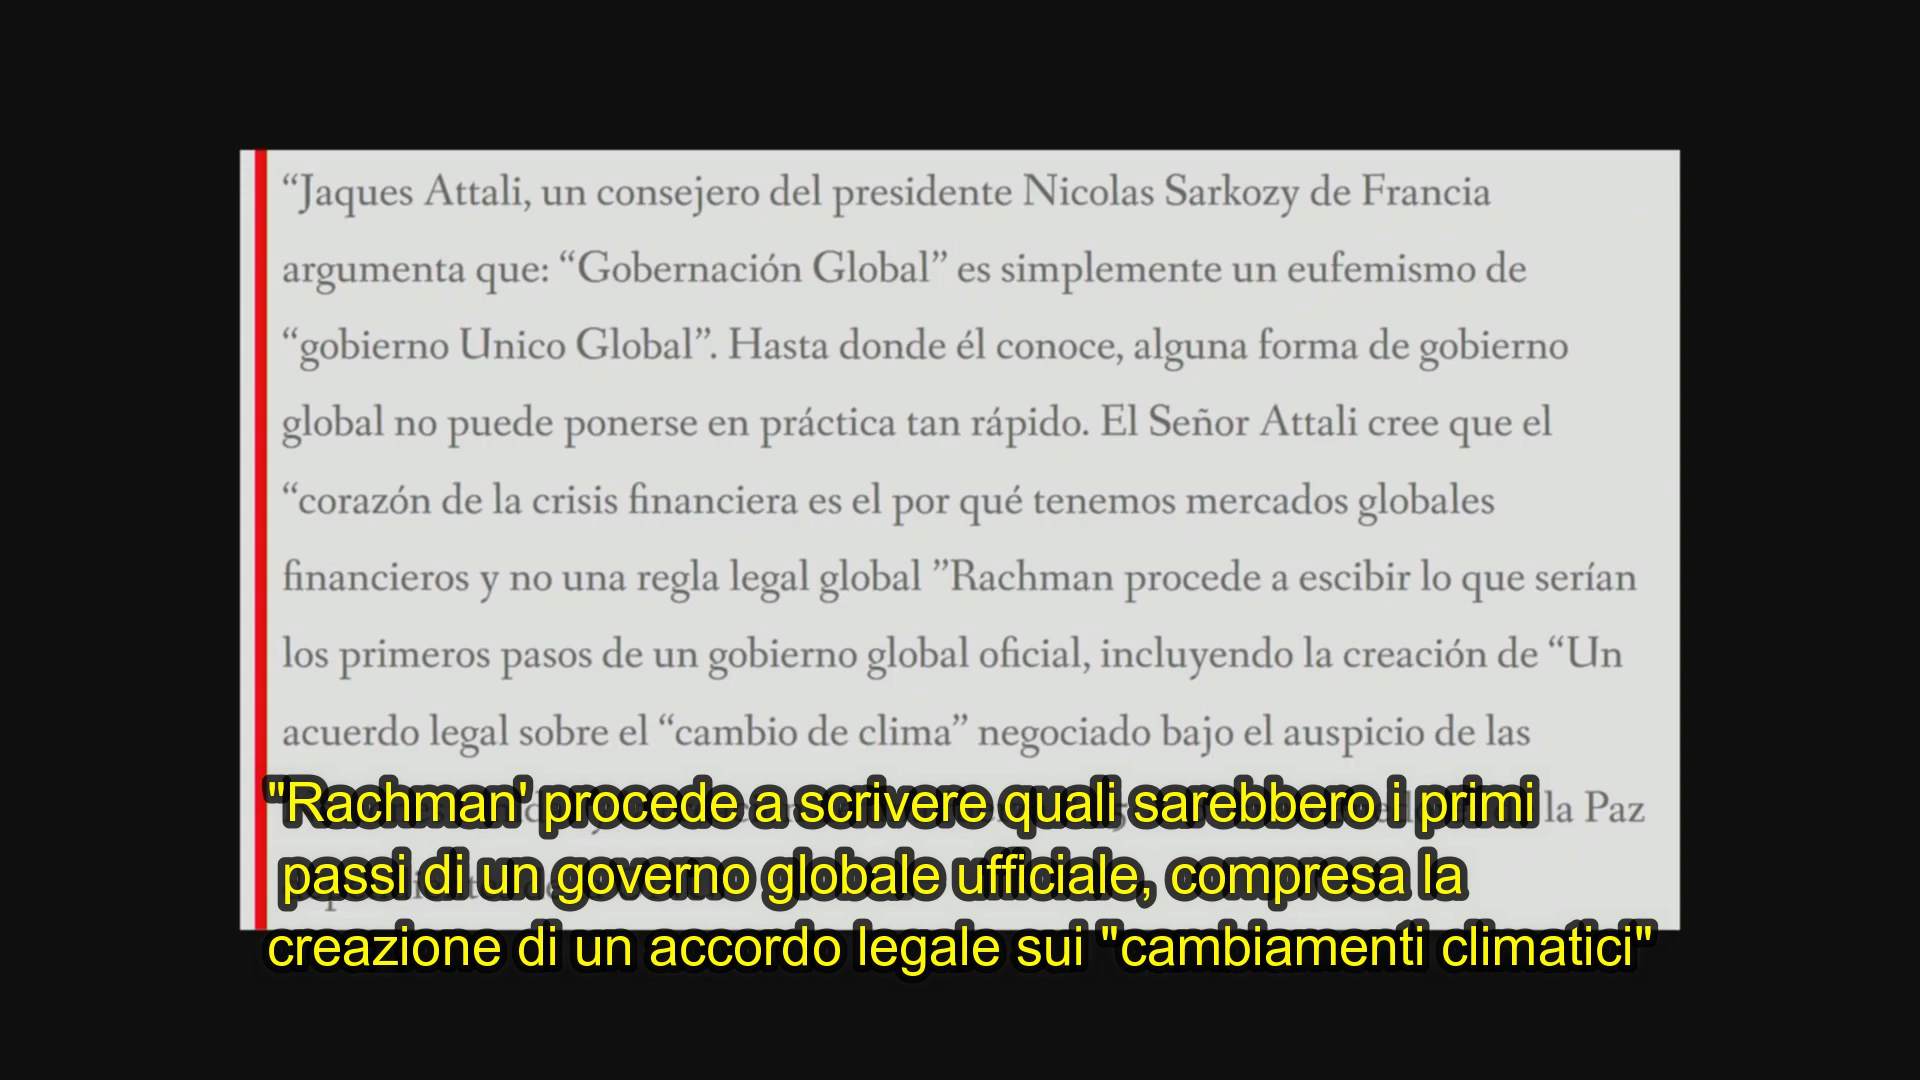 “Jaques Attali, un consejero del presidente Nicolas Sarkozy de Francia
argumenta que: “Gobernación Global” es simplemente un eufemismo de
“gobierno Unico Global”. Hasta donde él conoce, alguna forma de gobierno
global no puede ponerse en práctica tan rápido. El Señor Attali cree que el
“corazón de la crisis financiera es el por qué tenemos mercados globales
financieros y no una regla legal global ”Rachman procede a escibir lo que serían
los primeros pasos de un gobierno global oficial, incluyendo la creación de “Un
acuerdo legal sobre el “cambio de clima” negociado bajo el auspicio de las
la Paz
"Rachman' procede a scrivere quali sarebbero i primi
passi di un governo globale ufficiale, compresa la
creazione di un accordo legale sui "cambiamenti climatici"